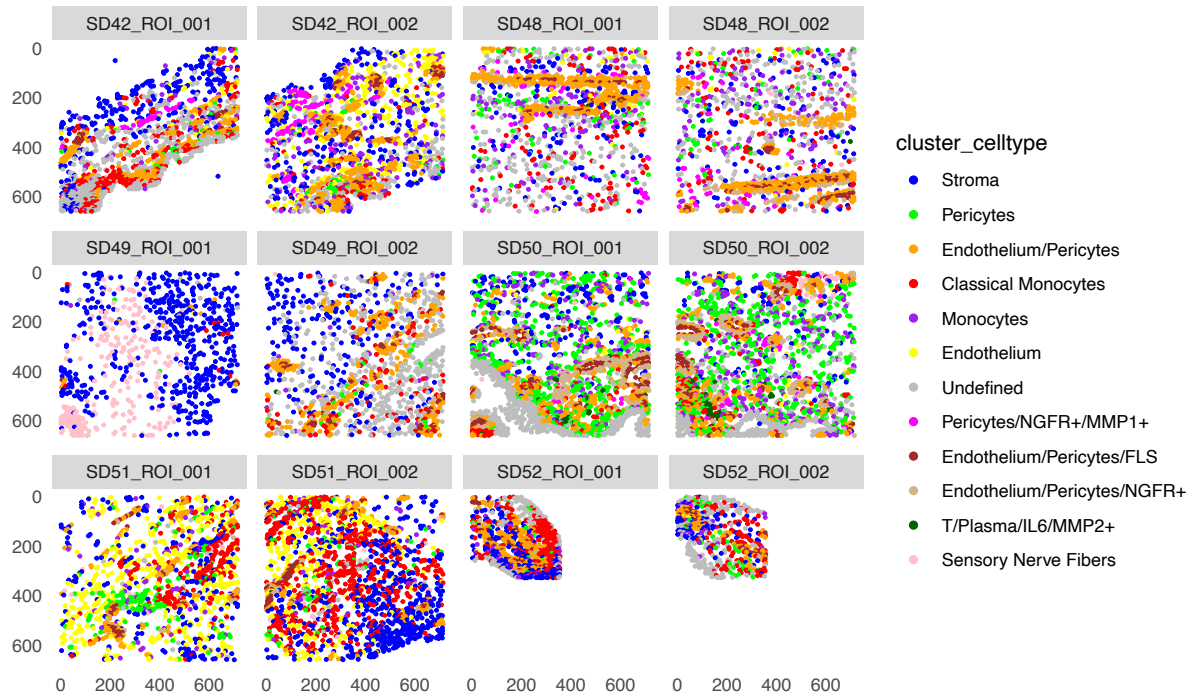 SD42_ROI_001 SD42_ROI_002 SD48_ROI_001 SD48_ROI_002
0
200
400
600
SD49_ROI_001 SD49_ROI_002 SD50_ROI_001 SD50_ROI_002
0
200
400
600
SD51_ROI_001 SD51_ROI_002 SD52_ROI_001 SD52_ROI_002
0
200
400
600
0 200 400 600 0 200 400 600 0 200 400 600 0 200 400 600
cluster_celltype
Stroma
Pericytes
Endothelium/Pericytes
Classical Monocytes
Monocytes
Endothelium
Undefined
Pericytes/NGFR+/MMP1+
Endothelium/Pericytes/FLS
Endothelium/Pericytes/NGFR+
T/Plasma/IL6/MMP2+
Sensory Nerve Fibers